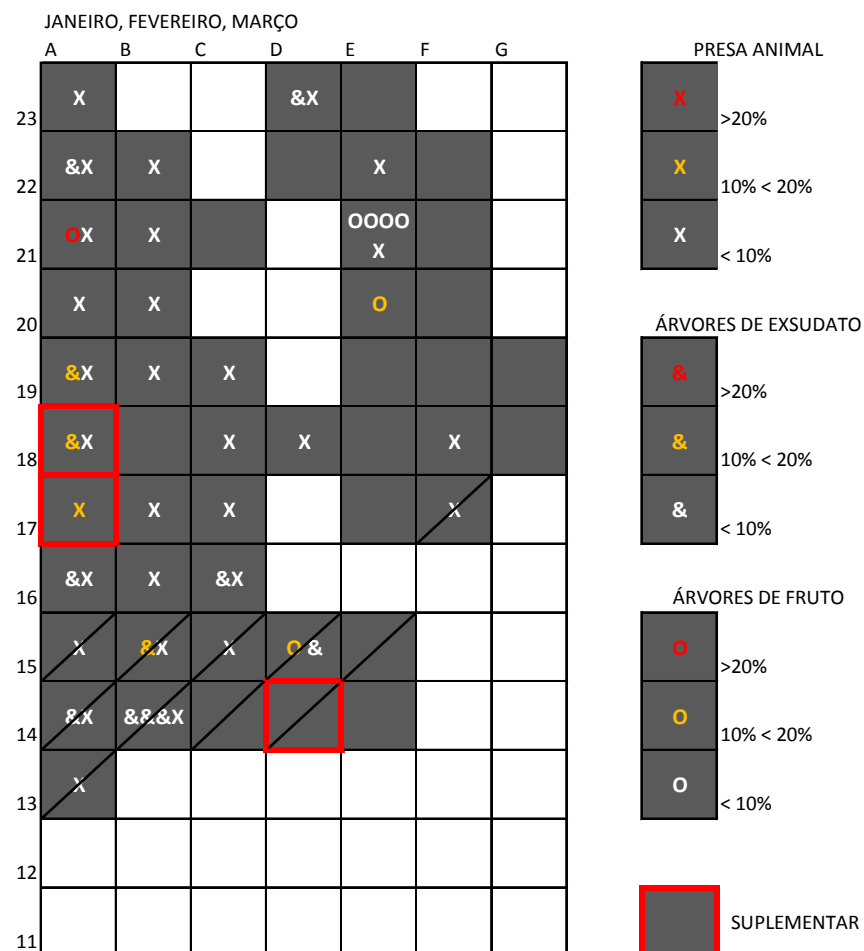 JANEIRO, FEVEREIRO, MARÇO
A B C D E F G
PRESA ANIMAL
23 X &X
X >20%
22 &X X X
X 10% < 20%
21 OX X OOOO
X
X < 10%
20 X X O
ÁRVORES DE EXSUDATO
19 &X X X
& >20%
18 &X X X X
& 10% < 20%
17 X X X X
& < 10%
16 &X X &X
ÁRVORES DE FRUTO
15 X &X X O &
O >20%
14 &X &&&X
O 10% < 20%
13 X
O < 10%
12
11
SUPLEMENTAR